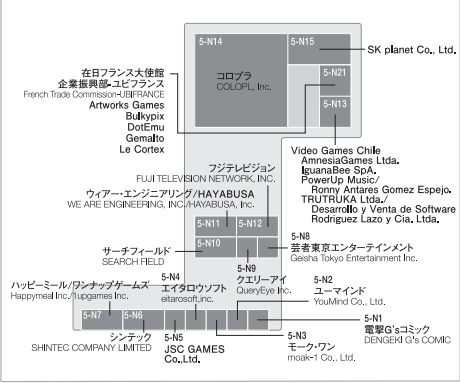 5-N14
コロプラ
COLOPL, Inc.
5-N15
SK planet Co., Ltd.
5-N21
在日フランス大使館
企業振興部-ユビフランス
French Trade Commission-UBIFRANCE
Artworks Games
Bulkypix
DotEmu
Gemalto
Le Cortex
5-N13
Video Games Chile
AmnesiaGames Ltda.
IguanaBee SpA.
PowerUp Music/
Ronny Antares Gomez Espejo.
TRUTRUKA Ltda./
Desarrollo y Venta de Software
Rodriguez Lazo y Cia. Ltda.
フジテレビジョン
FUJI TELEVISION NETWORK, INC.
ウィアー・エンジニアリング/HAYABUSA
WE ARE ENGINEERING, INC./HAYABUSA, Inc.
5-N11
5-N12
5-N10
サーチフィールド
SEARCH FIELD
5-N8
芸者東京エンターテインメント
Geisha Tokyo Entertainment Inc.
5-N9
クエリーアイ
QueryEye Inc.
5-N4
エイタロウソフト
eitarosoft,inc.
5-N2
ユーマインド
YouMind Co., Ltd.
ハッピーミール/ワンナップゲームズ
Happymeal Inc./1upgames Inc.
5-N7
5-N6
シンテック
SHINTEC COMPANY LIMITED
5-N5
JSC GAMES
Co.,Ltd.
5-N3
モーク・ワン
moak-1 Co., Ltd.
5-N1
電撃G'sコミック
DENGEKI G's COMIC